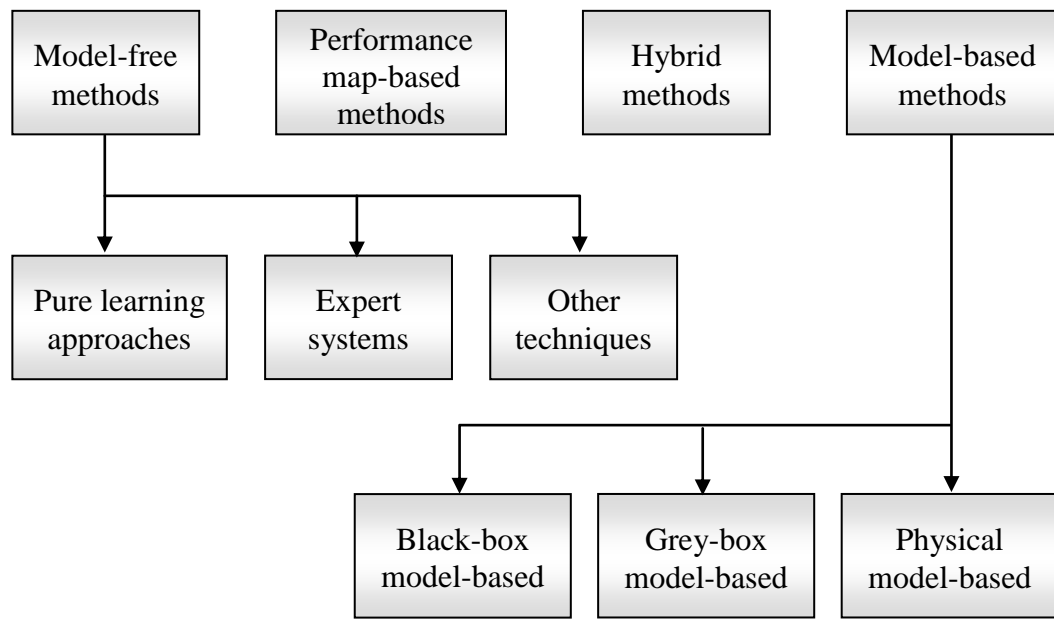 Model-free
methods
Performance
map-based
methods
Hybrid
methods
Model-based
methods
Pure learning
approaches
Expert
systems
Other
techniques
Black-box
model-based
Grey-box
model-based
Physical
model-based